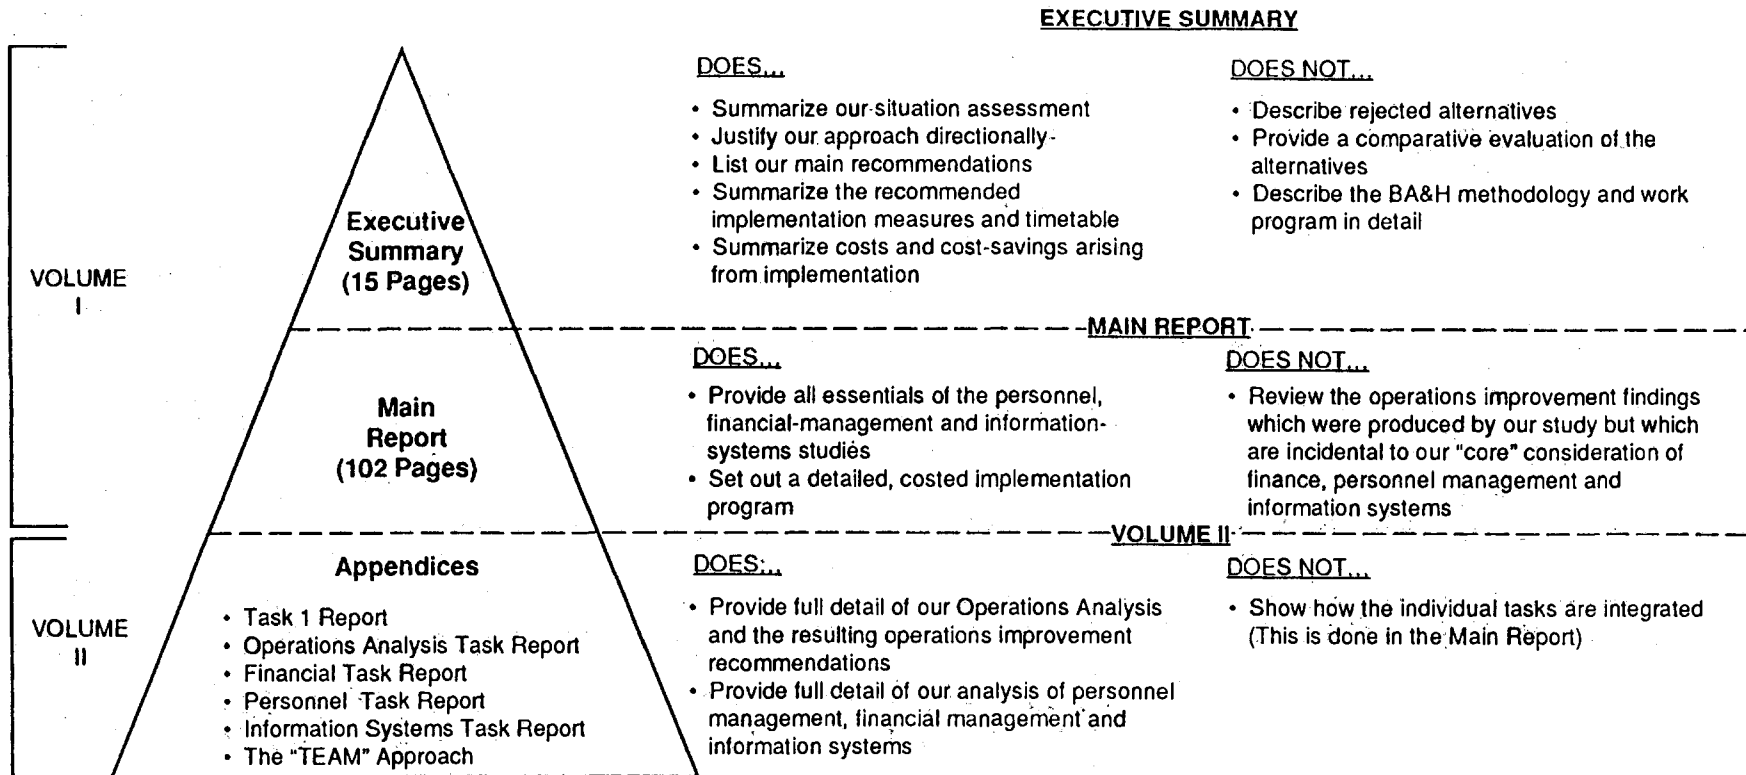 EXECUTIVE SUMMARY
VOLUME
I
Executive
Summary
(15 Pages)
DOES...
• Summarize our situation assessment
• Justify our approach directionally
• List our main recommendations
• Summarize the recommended
implementation measures and timetable
• Summarize costs and cost-savings arising
from implementation
DOES NOT...
• Describe rejected alternatives
• Provide a comparative evaluation of the
alternatives
• Describe the BA&H methodology and work
program in detail
MAIN REPORT
Main
Report
(102 Pages)
DOES...
• Provide all essentials of the personnel,
financial-management and information-
systems studies
• Set out a detailed, costed implementation
program
DOES NOT...
• Review the operations improvement findings
which were produced by our study but which
are incidental to our "core" consideration of
finance, personnel management and
information systems
VOLUME II
VOLUME
II
Appendices
• Task 1 Report
• Operations Analysis Task Report
• Financial Task Report
• Personnel Task Report
• Information Systems Task Report
• The "TEAM" Approach
DOES...
• Provide full detail of our Operations Analysis
and the resulting operations improvement
recommendations
• Provide full detail of our analysis of personnel
management, financial management and
information systems
DOES NOT...
• Show how the individual tasks are integrated
(This is done in the Main Report)